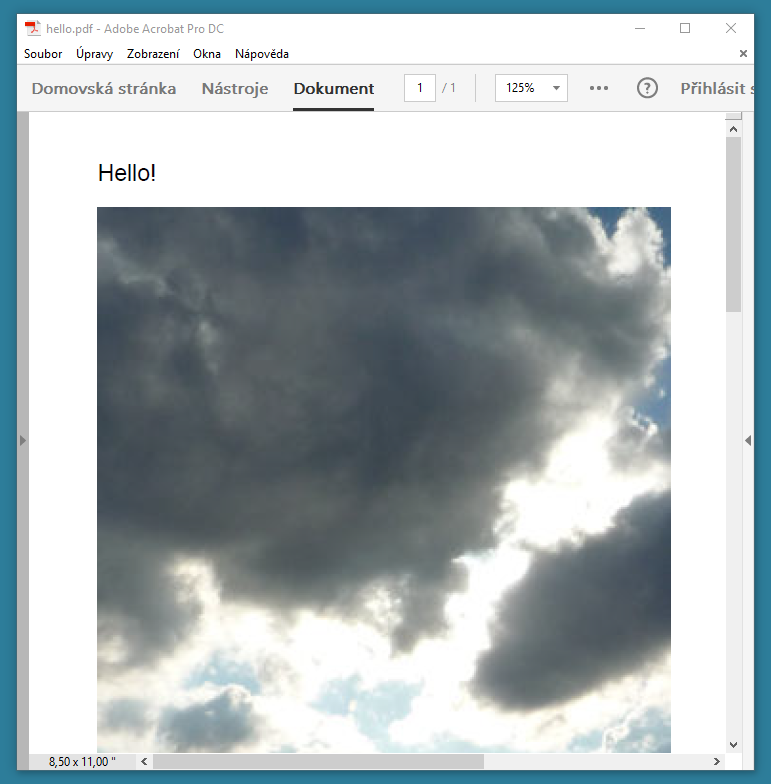 hello.pdf - Adobe Acrobat Pro DC
Soubor Úpravy Zobrazení Okna Nápověda
Domovská stránka Nástroje Dokument 1 / 1 125% ••• ? Přihlásit s
Hello!
8,50 x 11,00 "